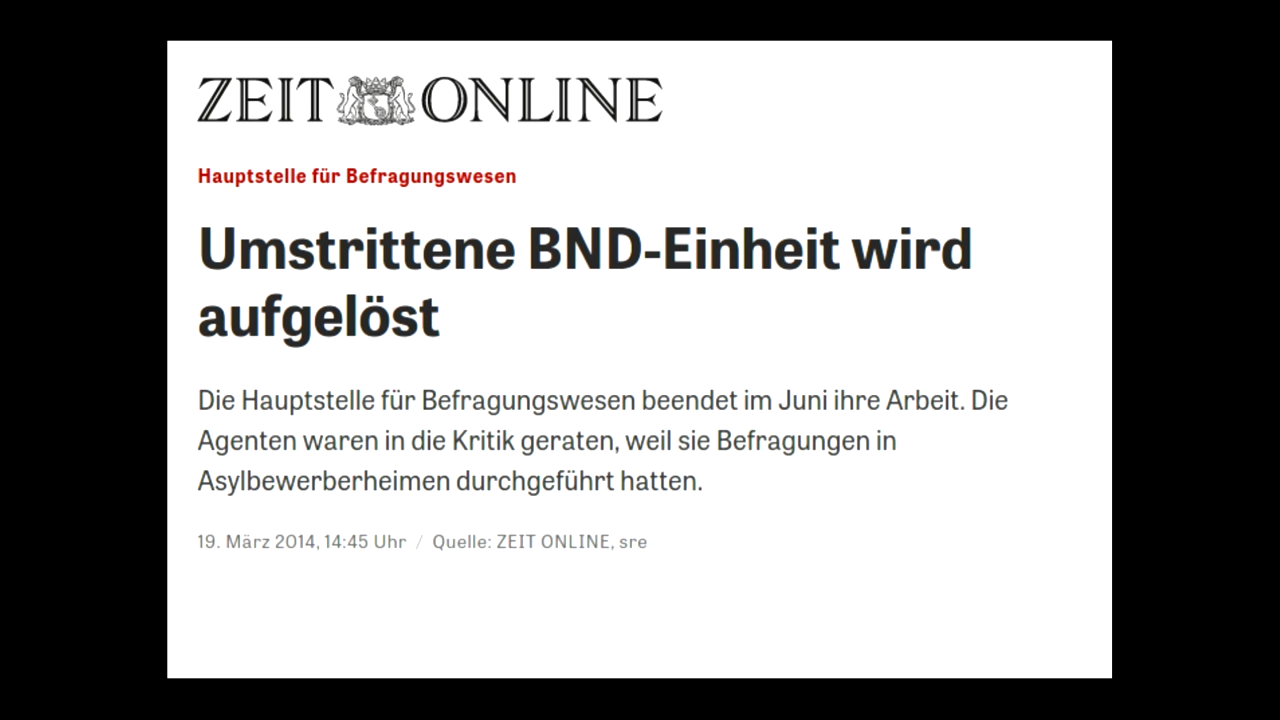 ZEIT ONLINE
Hauptstelle für Befragungswesen
Umstrittene BND-Einheit wird
aufgelöst
Die Hauptstelle für Befragungswesen beendet im Juni ihre Arbeit. Die
Agenten waren in die Kritik geraten, weil sie Befragungen in
Asylbewerberheimen durchgeführt hatten.
19. März 2014, 14:45 Uhr / Quelle: ZEIT ONLINE, sre